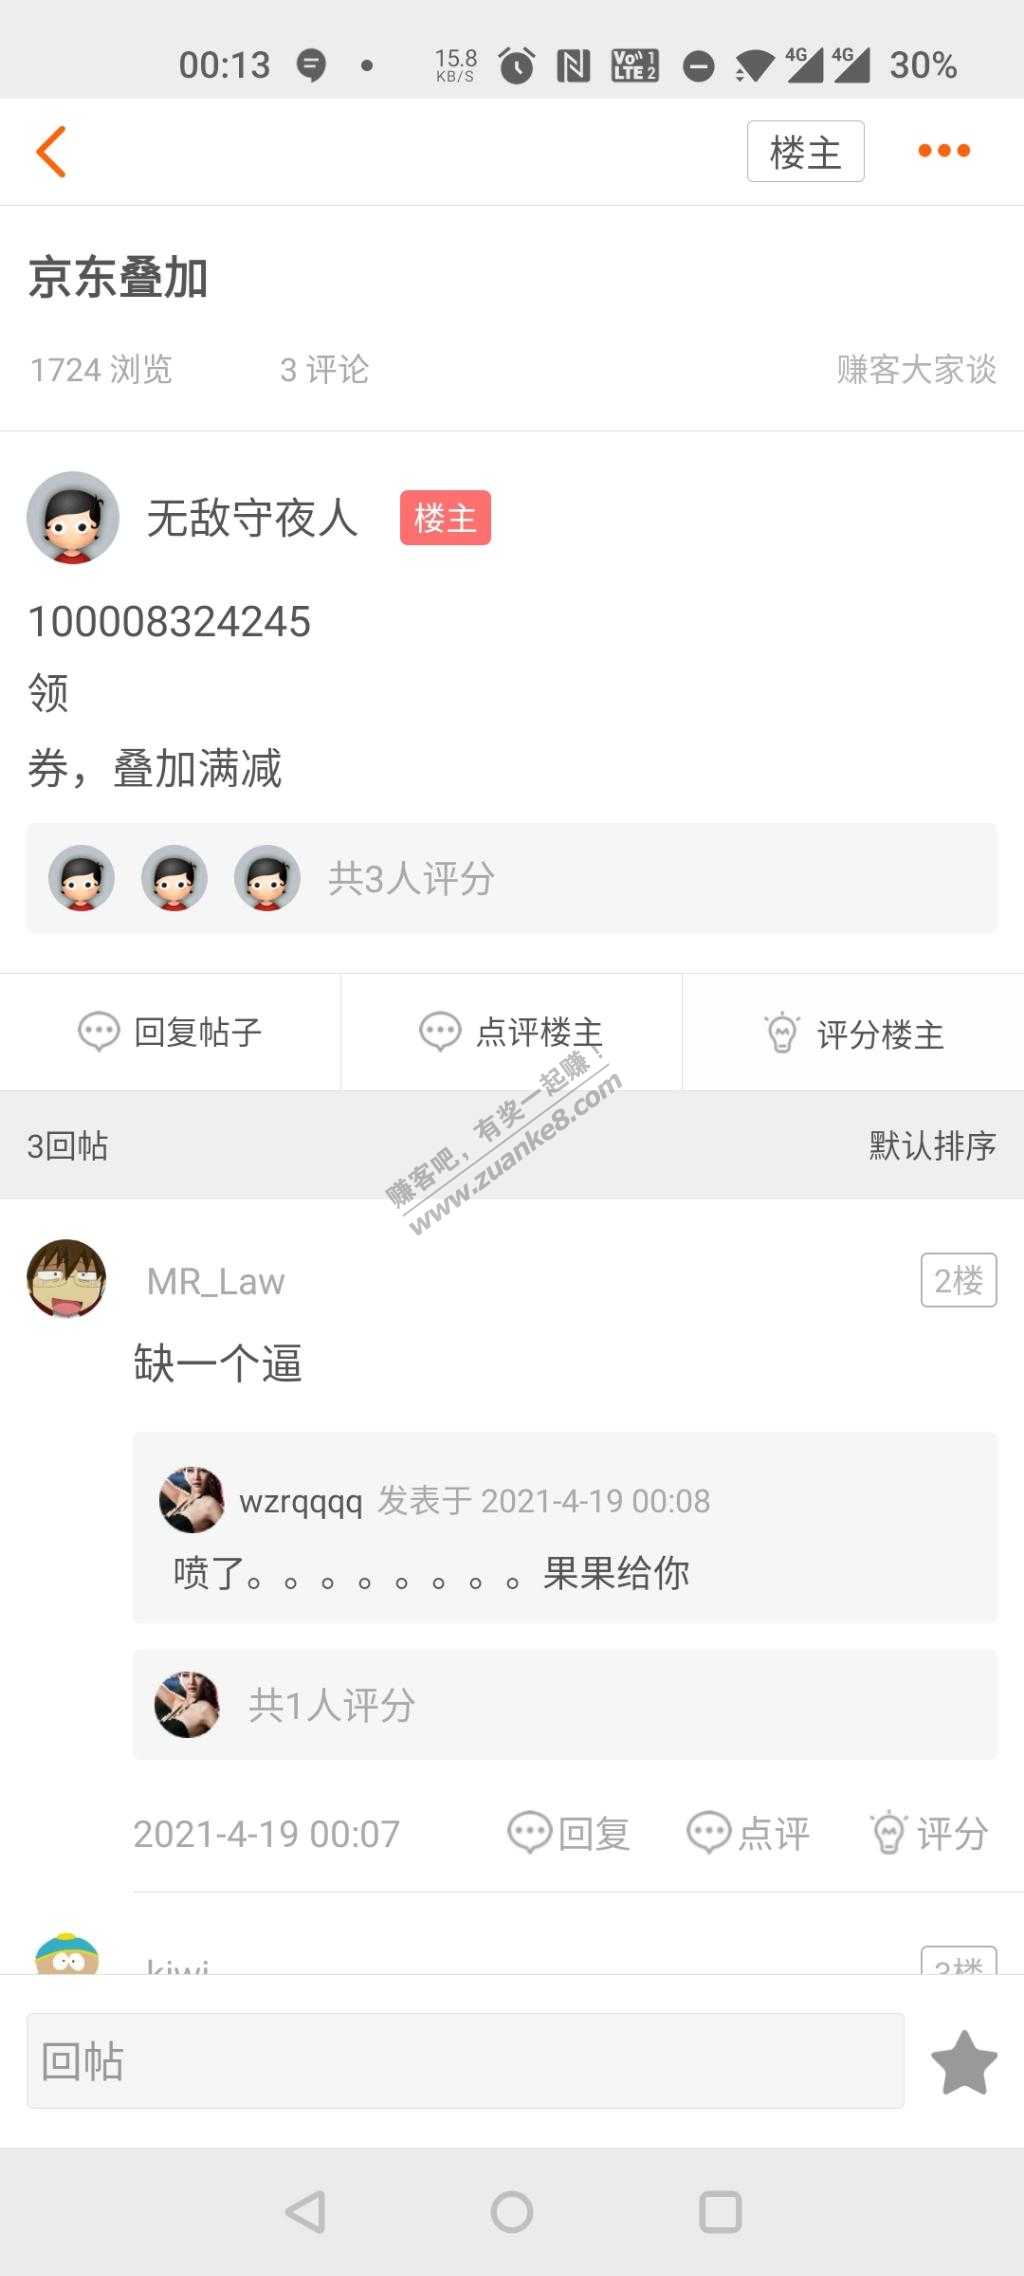 00:13
15.8
KB/S
Vo 1
LTE 2
4G
4G
30%
楼主
京东叠加
1724 浏览
3 评论
赚客大家谈
无敌守夜人
楼主
100008324245
领
券，叠加满减
共3人评分
回复帖子
点评楼主
评分楼主
赚客吧，有奖一起赚！
www.zuanke8.com
3回帖
默认排序
MR_Law
2楼
缺一个逼
wzrqqqq 发表于 2021-4-19 00:08
喷了。。。。。。。。果果给你
共1人评分
2021-4-19 00:07
回复
点评
评分
kiwi
3楼
回帖